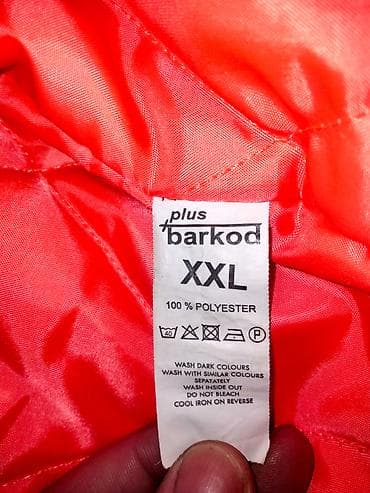 plus
barkod
XXL
100 % POLYESTER
40 P
WASH DARK COLOURS
WASH WITH SIMILAR COLOURS
SEPATATELY
WASH INSIDE OUT
DO NOT BLEACH
COOL IRON ON REVERSE